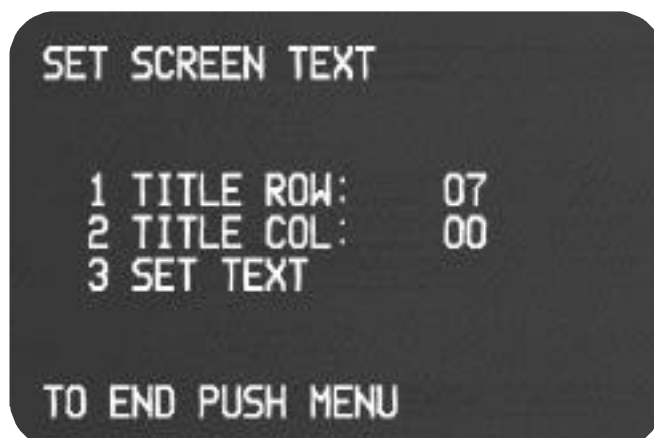 SET SCREEN TEXT
1 TITLE ROW: 07
2 TITLE COL: 00
3 SET TEXT
TO END PUSH MENU